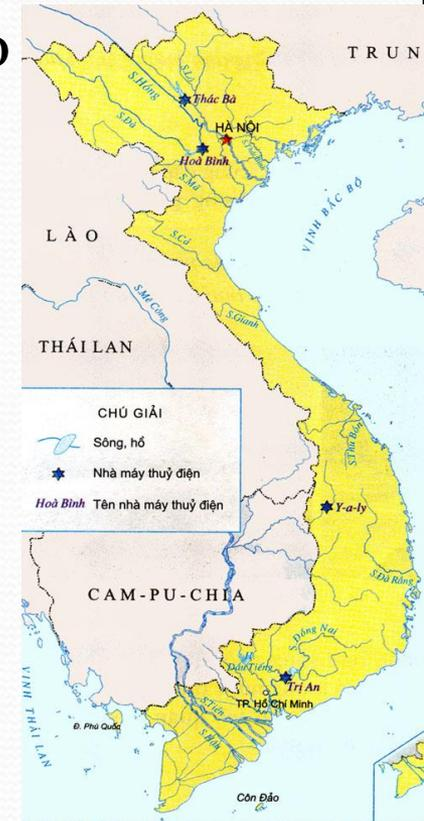 TRUN
S.Lô
S.Hồng
Thác Bà
S.Đà
HÀ NỘI
Hoà Bình
S.Mã
VỊNH BẮC BỘ
LÀO
S.Cả
S.Mê Công
S.Gianh
THÁI LAN
CHÚ GIẢI
Sông, hồ
Nhà máy thuỷ điện
Hoà Bình Tên nhà máy thuỷ điện
S.Thu Bồn
Y-a-ly
CAM-PU-CHIA
S.Đà Rằng
S.Đồng Nai
H.
Dầu Tiếng
Trị An
TP. Hồ Chí Minh
S.Tiền
S.Hậu
VỊNH THÁI LAN
Đ. Phú Quốc
Côn Đảo